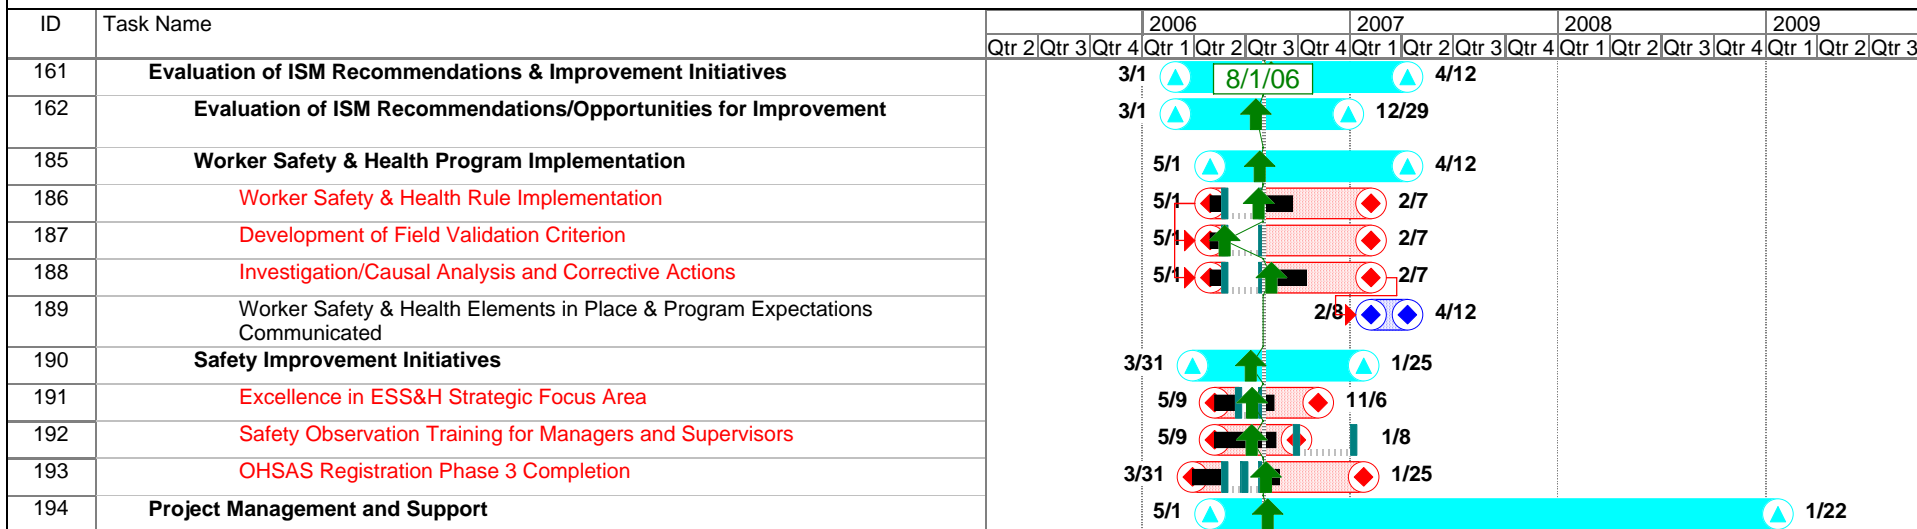 ID Task Name 2006 2007 2008 2009
Qtr 2 Qtr 3 Qtr 4 Qtr 1 Qtr 2 Qtr 3 Qtr 4 Qtr 1 Qtr 2 Qtr 3 Qtr 4 Qtr 1 Qtr 2 Qtr 3 Qtr 4 Qtr 1 Qtr 2 Qtr 3
161 Evaluation of ISM Recommendations & Improvement Initiatives 3/1 8/1/06 4/12
162 Evaluation of ISM Recommendations/Opportunities for Improvement 3/1 12/29
185 Worker Safety & Health Program Implementation 5/1 4/12
186 Worker Safety & Health Rule Implementation 5/1 2/7
187 Development of Field Validation Criterion 5/1 2/7
188 Investigation/Causal Analysis and Corrective Actions 5/1 2/7
189 Worker Safety & Health Elements in Place & Program Expectations 2/8 4/12
Communicated
190 Safety Improvement Initiatives 3/31 1/25
191 Excellence in ESS&H Strategic Focus Area 5/9 11/6
192 Safety Observation Training for Managers and Supervisors 5/9 1/8
193 OHSAS Registration Phase 3 Completion 3/31 1/25
194 Project Management and Support 5/1 1/22